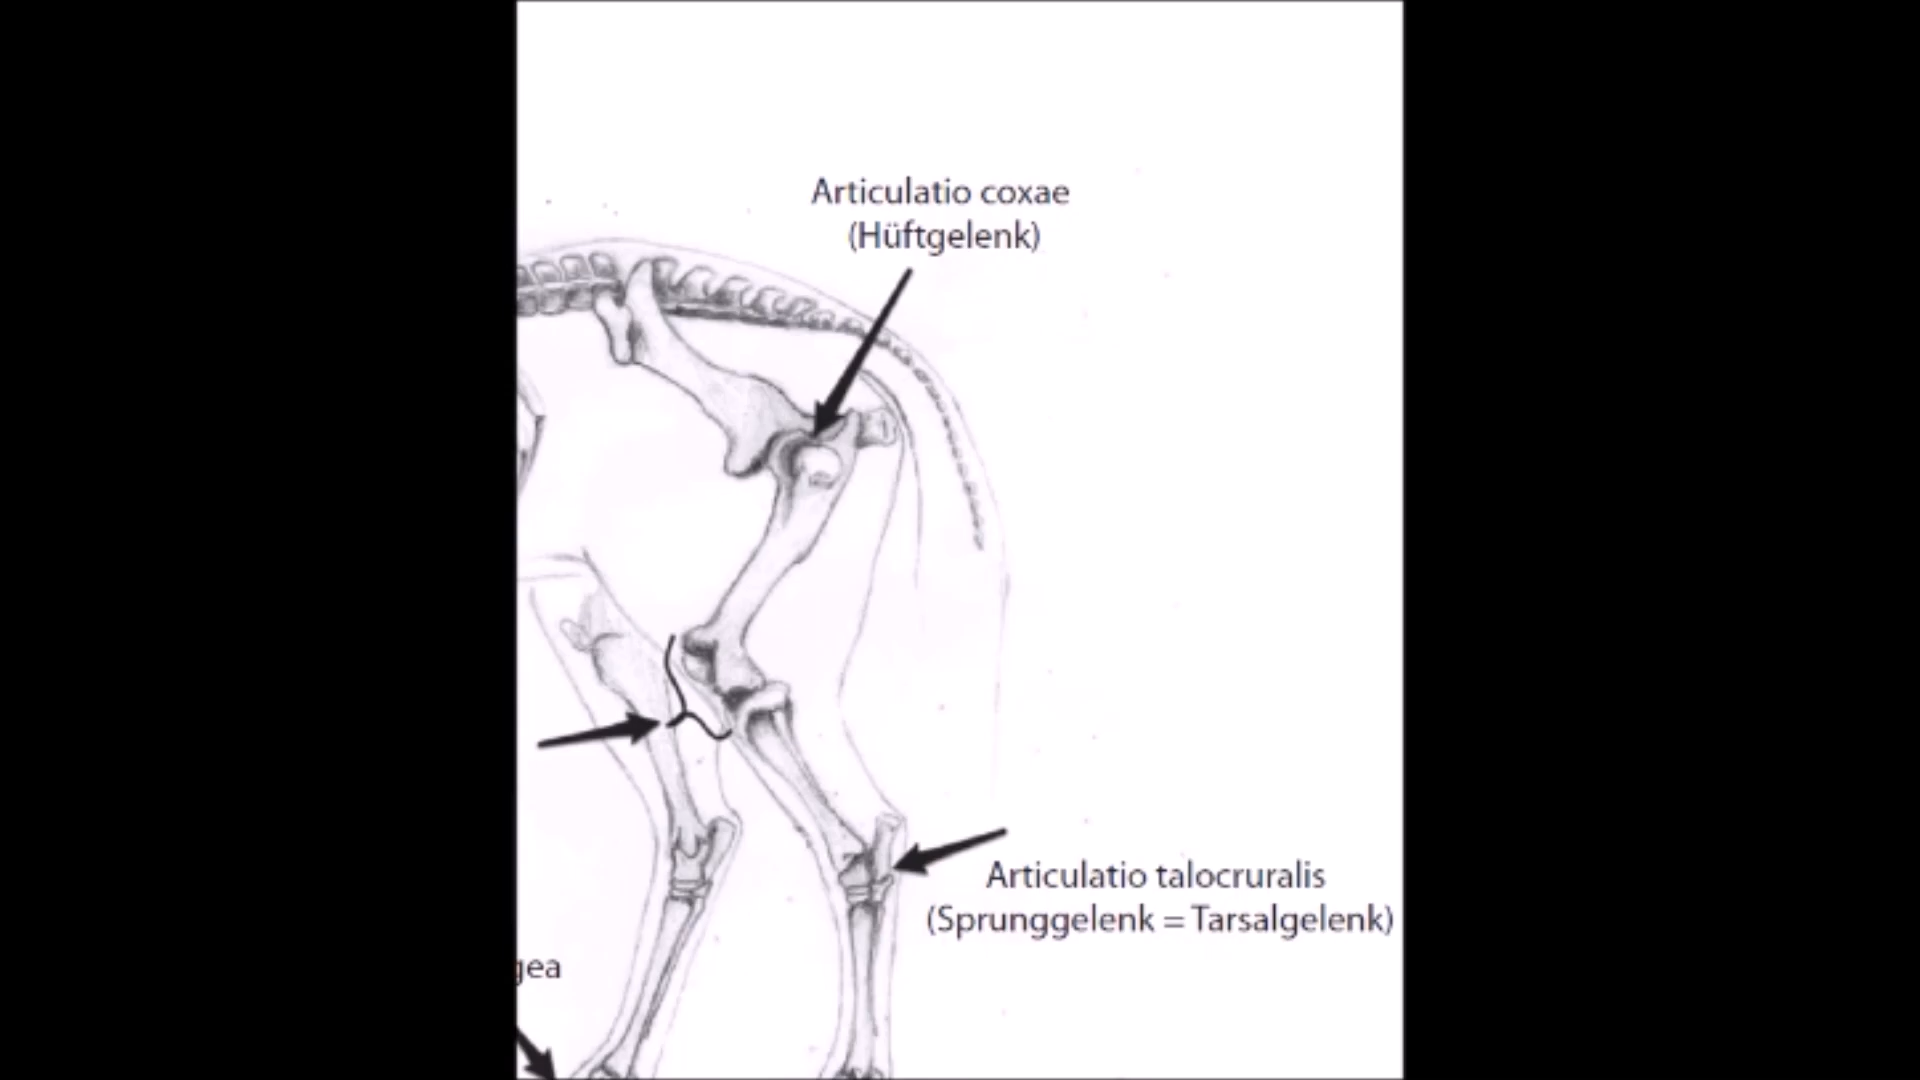 Articulatio coxae
(Hüftgelenk)
Articulatio talocruralis
(Sprunggelenk = Tarsalgelenk)
gea